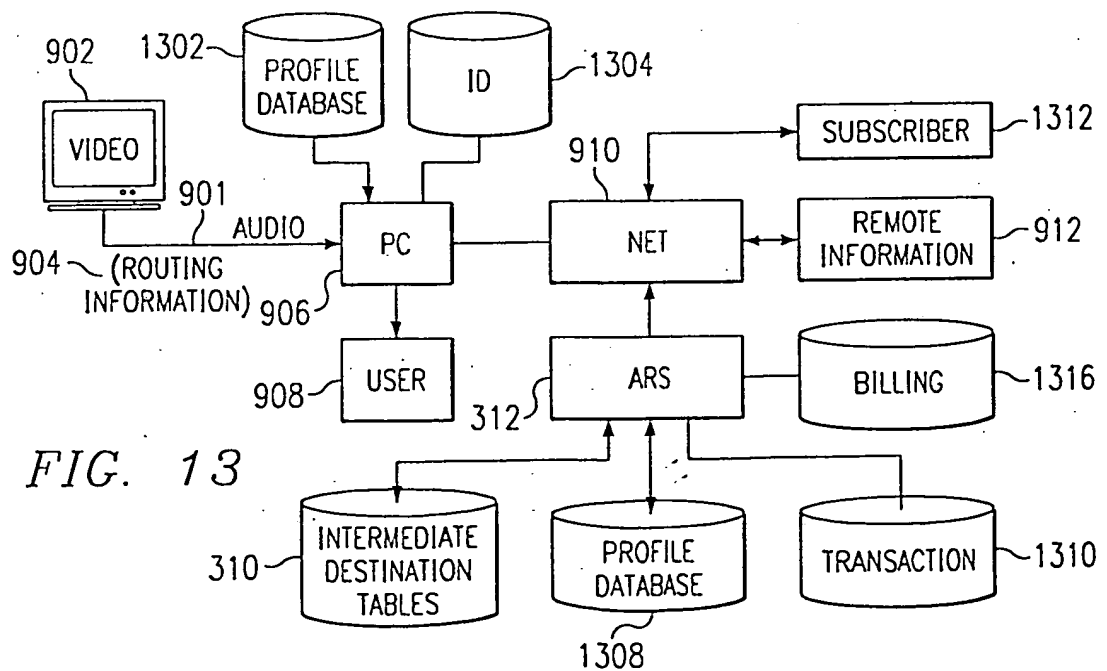 1302
PROFILE
DATABASE
ID
1304
902
VIDEO
901
AUDIO
904
(ROUTING
INFORMATION)
PC
906
USER
908
910
NET
SUBSCRIBER
1312
REMOTE
INFORMATION
912
ARS
312
BILLING
1316
FIG. 13
INTERMEDIATE
DESTINATION
TABLES
310
PROFILE
DATABASE
1308
TRANSACTION
1310